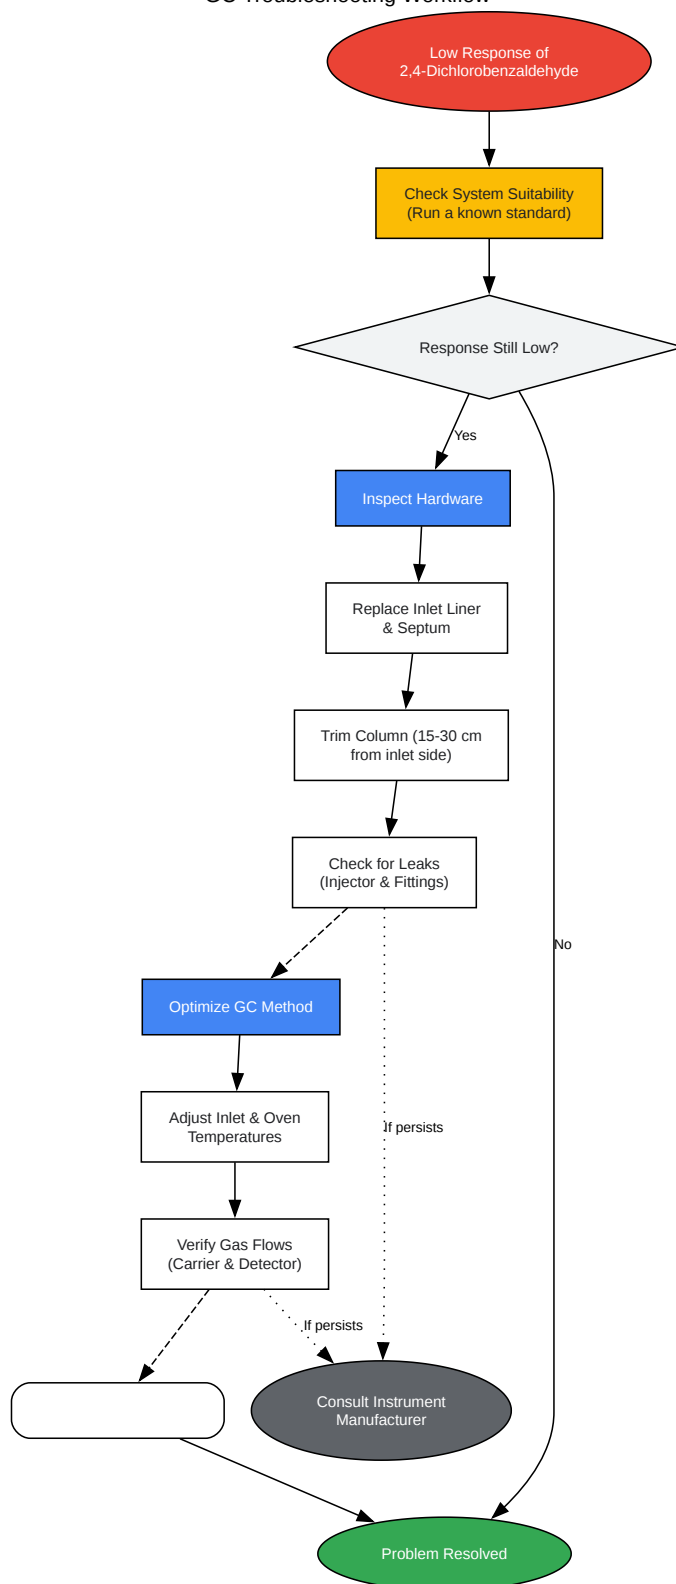 GC Troubleshooting Workflow
Low Response of
2,4-Dichlorobenzaldehyde
Check System Suitability
(Run a known standard)
Response Still Low?
Yes
Inspect Hardware
Replace Inlet Liner
& Septum
Trim Column (15-30 cm
from inlet side)
Check for Leaks
(Injector & Fittings)
No
Optimize GC Method
Adjust Inlet & Oven
Temperatures
If persists
Verify Gas Flows
(Carrier & Detector)
If persists
Consult Instrument
Manufacturer
Problem Resolved